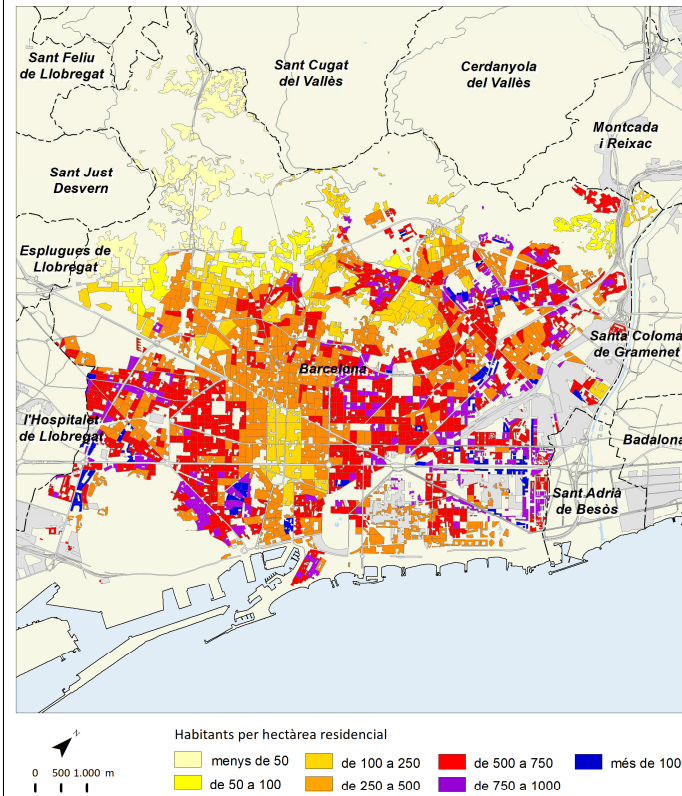 Sant Feliu
de Llobregat
Sant Cugat
del Vallès
Cerdanyola
del Vallès
Montcada
i Reixac
Sant Just
Desvern
Esplugues de
Llobregat
Santa Coloma
de Gramenet
Barcelona
l'Hospitalet
de Llobregat
Badalona
Sant Adrià
de Besòs
N
0 500 1.000 m
Habitants per hectàrea residencial
menys de 50
de 100 a 250
de 500 a 750
més de 100
de 50 a 100
de 250 a 500
de 750 a 1000